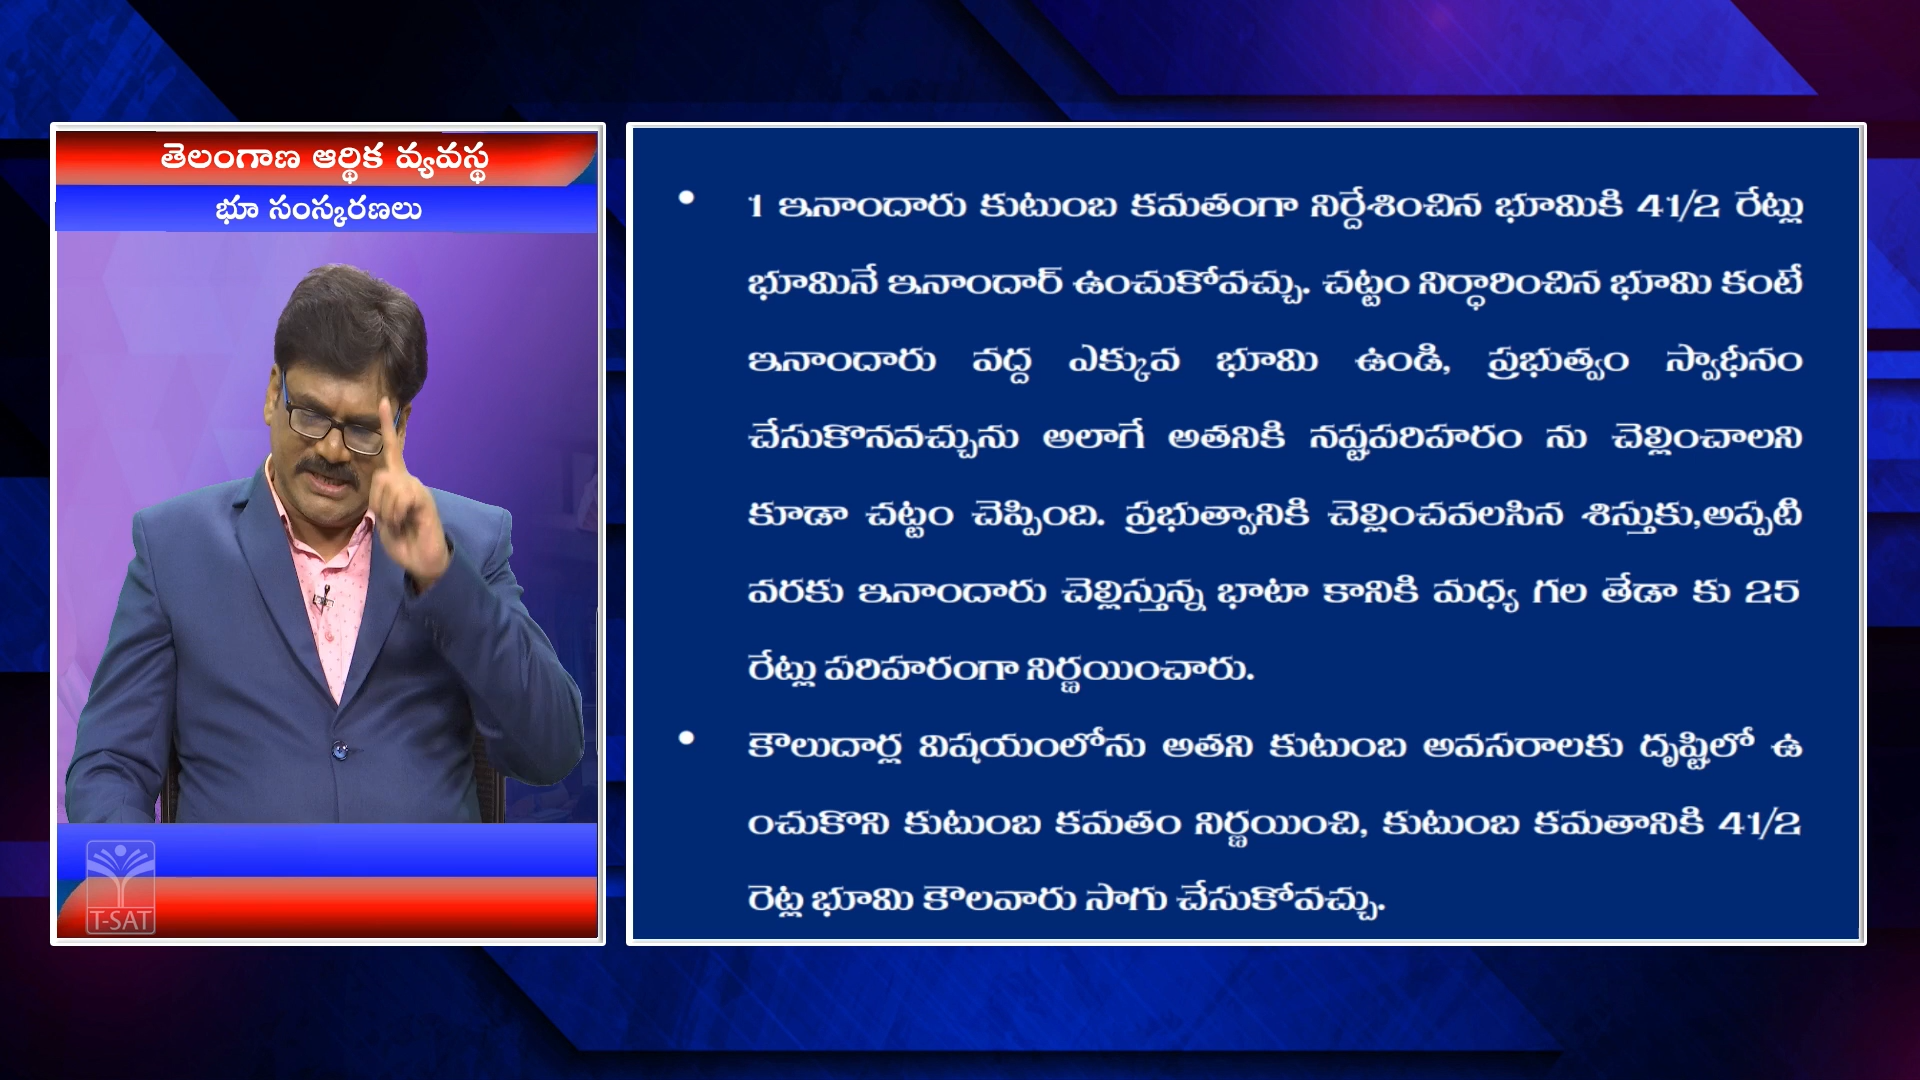 తెలంగాణ ఆర్థిక వ్యవస్థ
భూ సంస్కరణలు
T-SAT
• 1 ఇనాందారు కుటుంబ కమతంగా నిర్దేశించిన భూమికి 41/2 రేట్లు
భూమినే ఇనాందార్ ఉంచుకోవచ్చు. చట్టం నిర్ధారించిన భూమి కంటే
ఇనాందారు వద్ద ఎక్కువ భూమి ఉండి, ప్రభుత్వం స్వాధీనం
చేసుకొనవచ్చును అలాగే అతనికి నష్టపరిహరం ను చెల్లించాలని
కూడా చట్టం చెప్పింది. ప్రభుత్వానికి చెల్లించవలసిన శిస్తుకు,అప్పటి
వరకు ఇనాందారు చెల్లిస్తున్న భాటా కానికి మధ్య గల తేడా కు 25
రేట్లు పరిహరంగా నిర్ణయించారు.
• కౌలుదార్ల విషయంలోను అతని కుటుంబ అవసరాలకు దృష్టిలో ఉ
ంచుకొని కుటుంబ కమతం నిర్ణయించి, కుటుంబ కమతానికి 41/2
రెట్ల భూమి కౌలవారు సాగు చేసుకోవచ్చు.